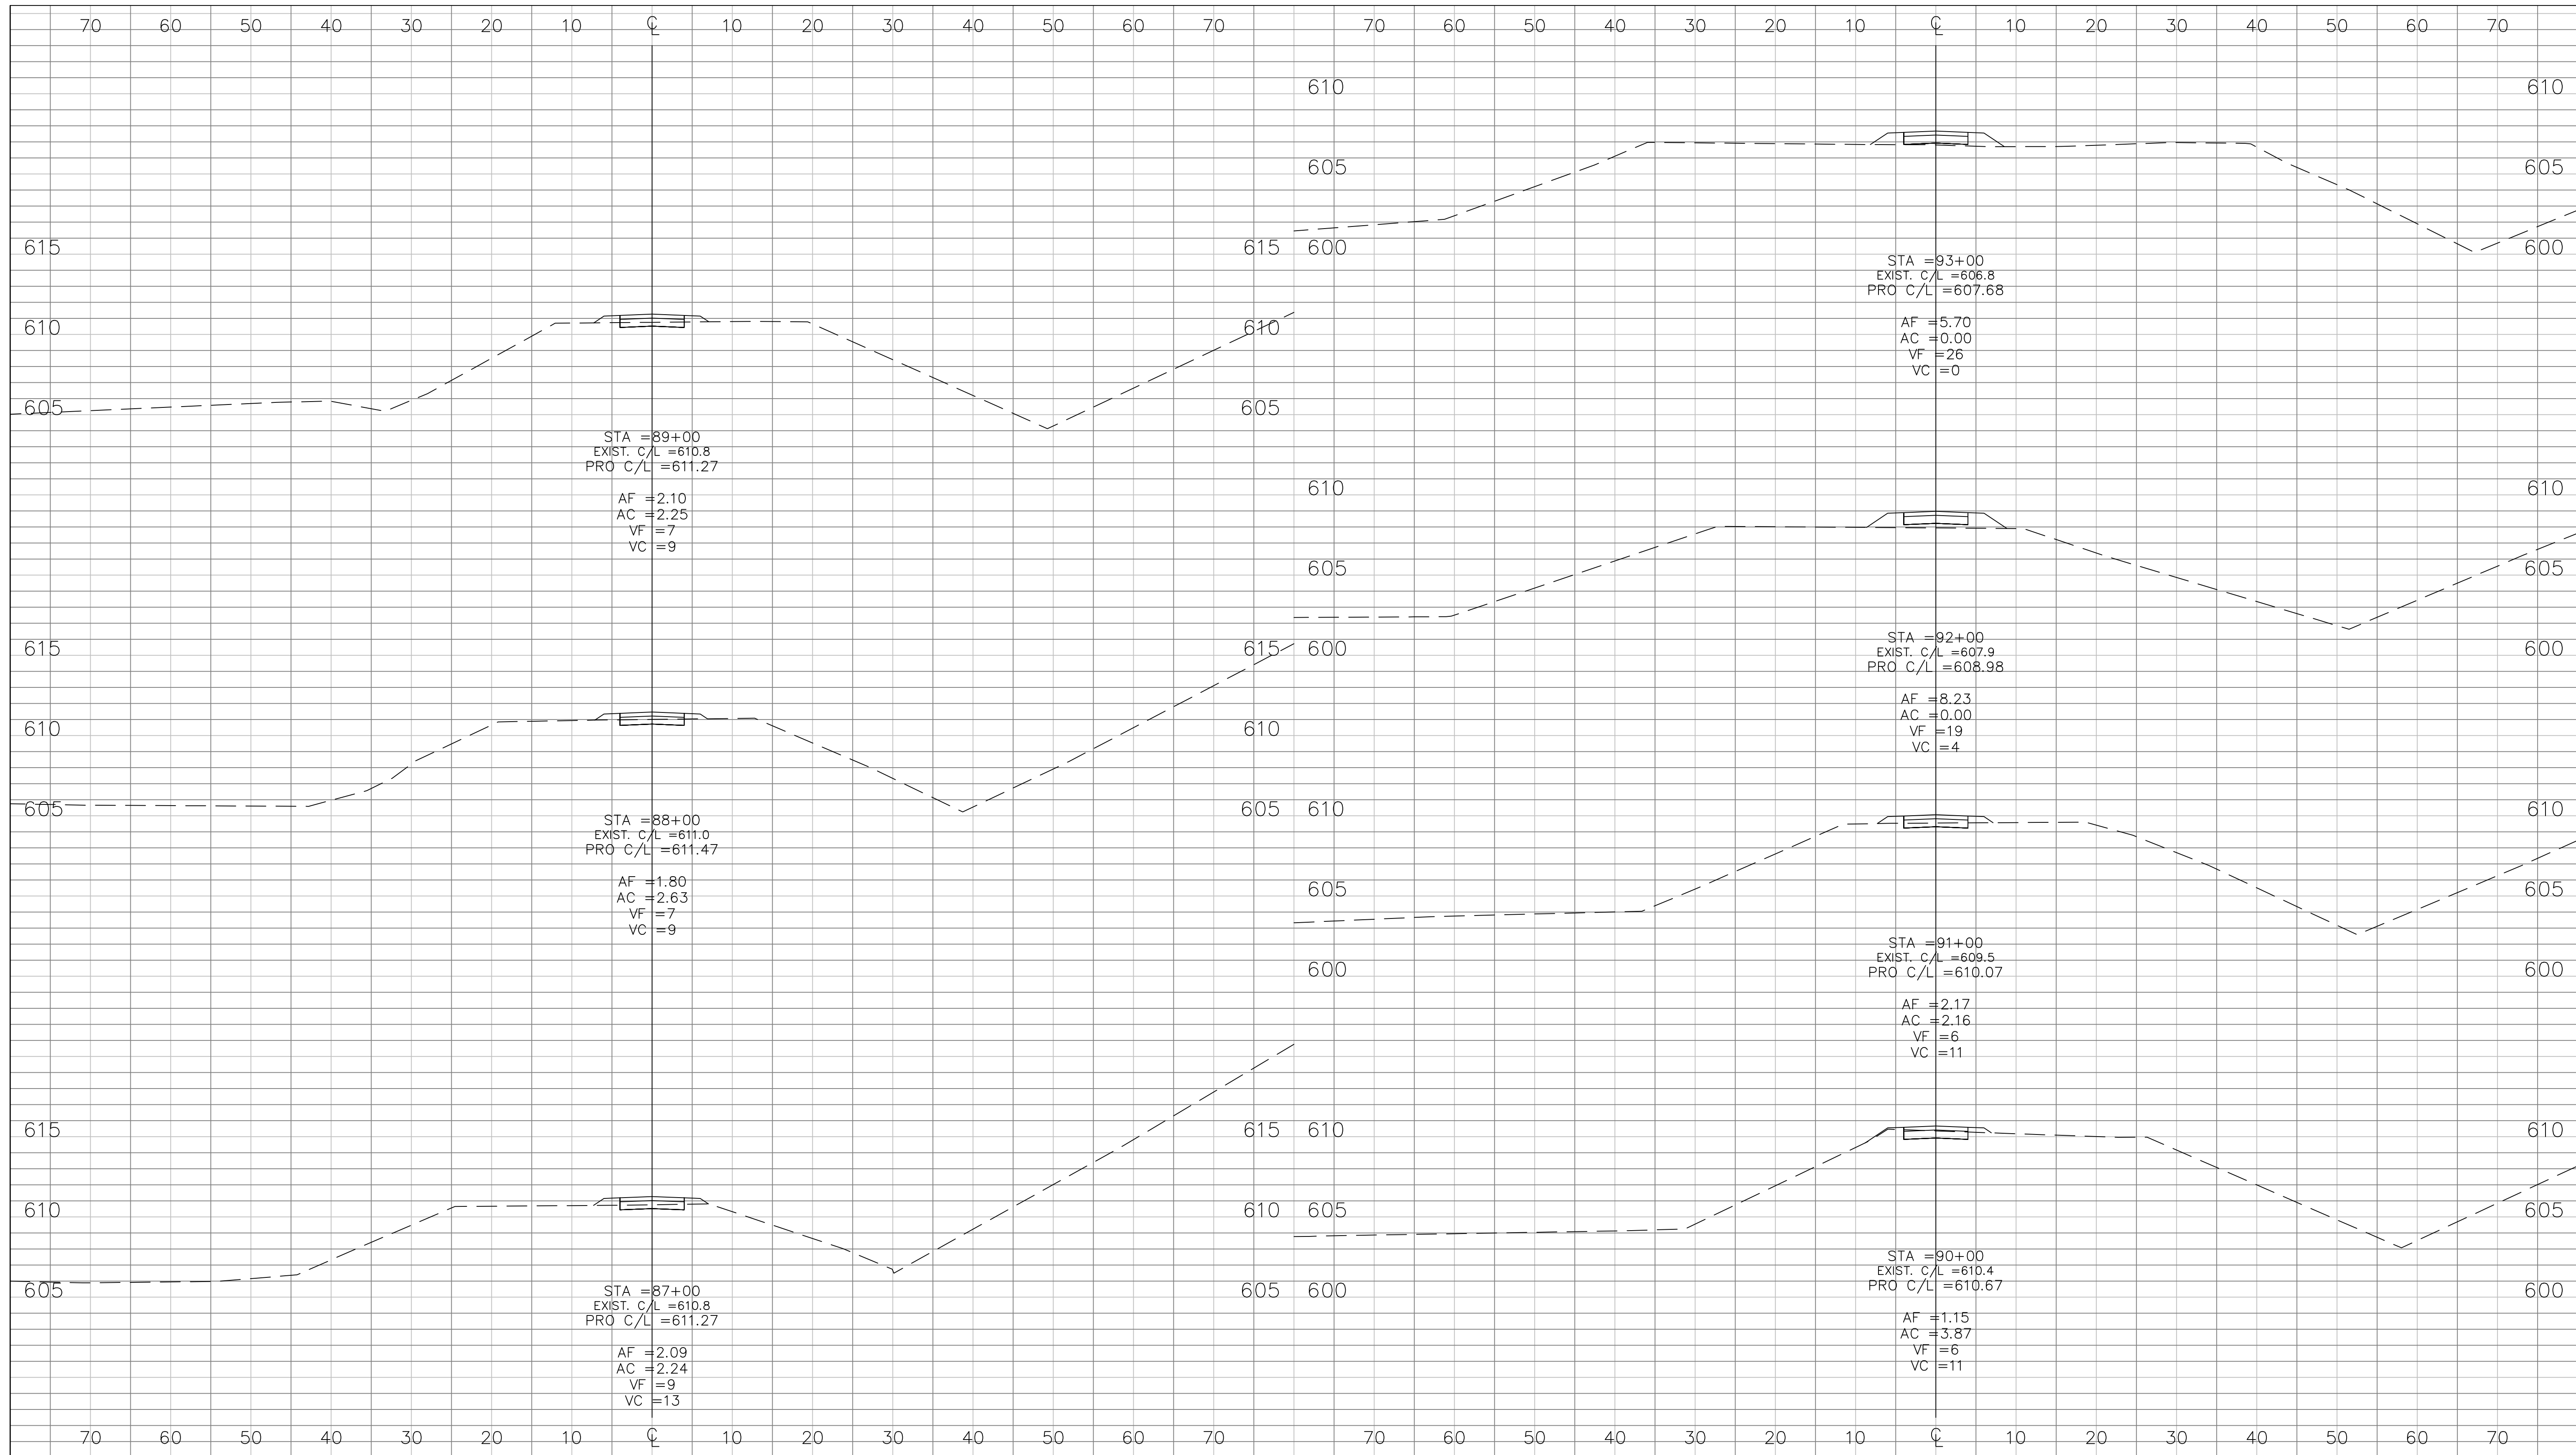 70 60 50 40 30 20 10 ℄ 10 20 30 40 50 60 70 70 60 50 40 30 20 10 ℄ 10 20 30 40 50 60 70
610 610
605 605
615 615 600 600
STA =93+00
EXIST. C/L =606.8
PRO C/L =607.68
AF =5.70
AC =0.00
VF =26
VC =0
610 610
605 605
STA =89+00
EXIST. C/L =610.8
PRO C/L =611.27
AF =2.10
AC =2.25
VF =7
VC =9
610 610
605 605
615 615 600 600
STA =92+00
EXIST. C/L =607.9
PRO C/L =608.98
AF =8.23
AC =0.00
VF =19
VC =4
610 610
605 605 610 610
STA =88+00
EXIST. C/L =611.0
PRO C/L =611.47
AF =1.80
AC =2.63
VF =7
VC =9
605 605
600 600
STA =91+00
EXIST. C/L =609.5
PRO C/L =610.07
AF =2.17
AC =2.16
VF =6
VC =11
615 615 610 610
610 610 605 605
STA =90+00
EXIST. C/L =610.4
PRO C/L =610.67
AF =1.15
AC =3.87
VF =6
VC =11
605 605 600 600
STA =87+00
EXIST. C/L =610.8
PRO C/L =611.27
AF =2.09
AC =2.24
VF =9
VC =13
70 60 50 40 30 20 10 ℄ 10 20 30 40 50 60 70 70 60 50 40 30 20 10 ℄ 10 20 30 40 50 60 70